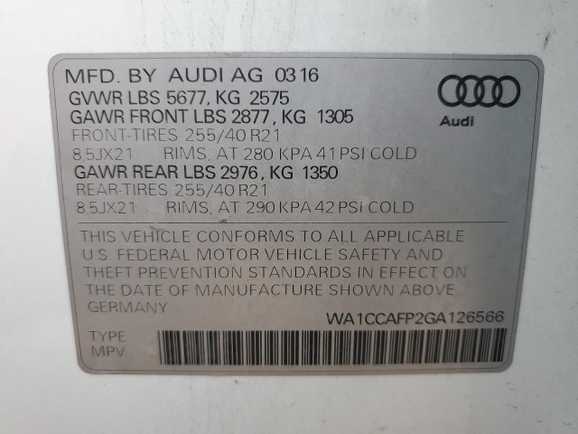 MFD. BY AUDI AG 03 16
GVWR LBS 5677, KG 2575
GAWR FRONT LBS 2877, KG 1305
FRONT-TIRES 255/40 R21
8.5JX21 RIMS, AT 280 KPA 41 PSI COLD
GAWR REAR LBS 2976, KG 1350
REAR-TIRES 255/40 R21
8.5JX21 RIMS, AT 290 KPA 42 PSI COLD
Audi
THIS VEHICLE CONFORMS TO ALL APPLICABLE
U.S. FEDERAL MOTOR VEHICLE SAFETY AND
THEFT PREVENTION STANDARDS IN EFFECT ON
THE DATE OF MANUFACTURE SHOWN ABOVE.
GERMANY
WA1CCAFP2GA126566
TYPE
MPV